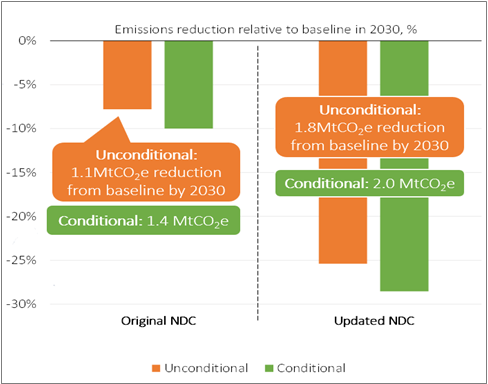 Emissions reduction relative to baseline in 2030, %
0%
-5%
-10%
-15%
-20%
-25%
-30%
Unconditional:
1.1MtCO₂e reduction
from baseline by 2030
Conditional: 1.4 MtCO₂e
Unconditional:
1.8MtCO₂e reduction
from baseline by 2030
Conditional: 2.0 MtCO₂e
Original NDC
Updated NDC
Unconditional
Conditional